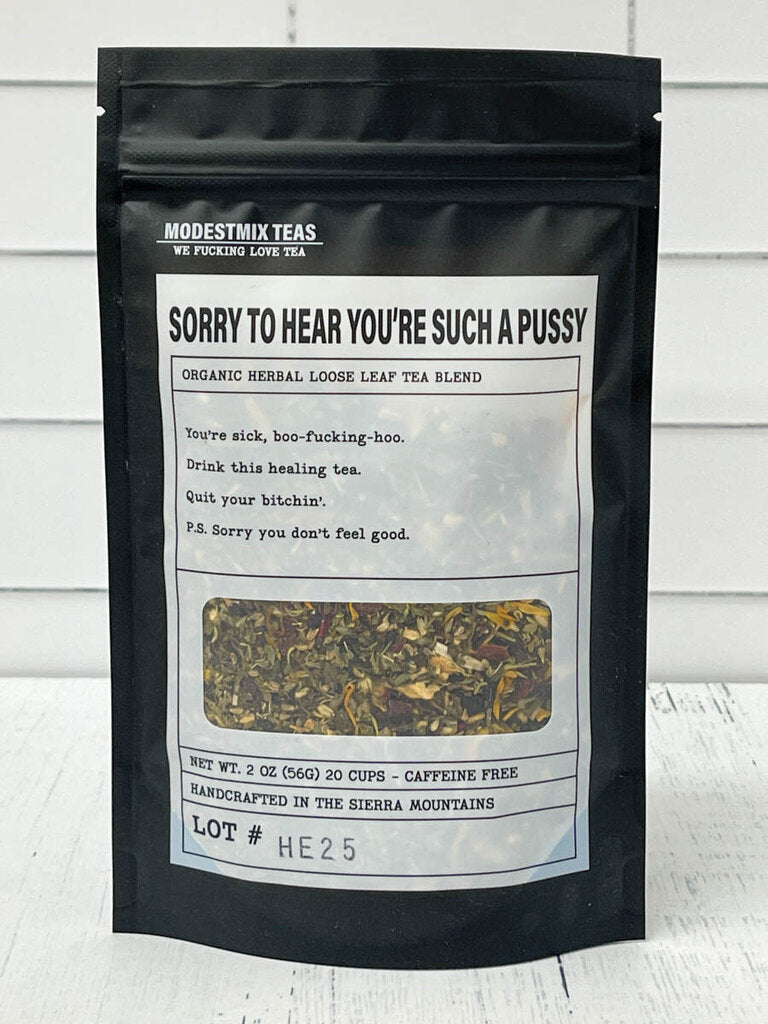 MODESTMIX TEAS
WE FUCKING LOVE TEA
SORRY TO HEAR YOU'RE SUCH A PUSSY
ORGANIC HERBAL LOOSE LEAF TEA BLEND
You're sick, boo-fucking-hoo.
Drink this healing tea.
Quit your bitchin'.
P.S. Sorry you don't feel good.
NET WT. 2 OZ (56G) 20 CUPS - CAFFEINE FREE
HANDCRAFTED IN THE SIERRA MOUNTAINS
LOT # HE25